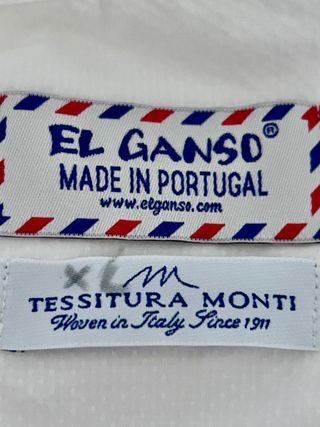 EL GANSO®
MADE IN PORTUGAL
www.elganso.com
XL
TESSITURA MONTI
Woven in Italy Since 1911